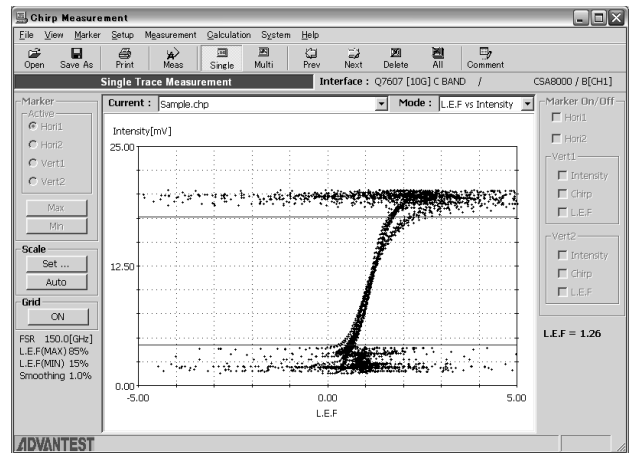 Chirp Measurement
File View Marker Setup Measurement Calculation System Help
Open Save As Print Meas Single Multi Prev Next Delete All Comment
Single Trace Measurement Interface : Q7607 [10G] C BAND / CSA8000 / B[CH1]
Marker
Active
Hori1
Hori2
Vert1
Vert2
Max
Min
Scale
Set ...
Auto
Grid
ON
FSR 150.0[GHz]
L.E.F(MAX) 85%
L.E.F(MIN) 15%
Smoothing 1.0%
Current : Sample.chp Mode : L.E.F vs Intensity
Intensity[mV]
25.00
12.50
0.00
-5.00 0.00 5.00
L.E.F
Marker On/Off
Hori1
Hori2
Vert1
Intensity
Chirp
L.E.F
Vert2
Intensity
Chirp
L.E.F
L.E.F = 1.26
ADVANTEST